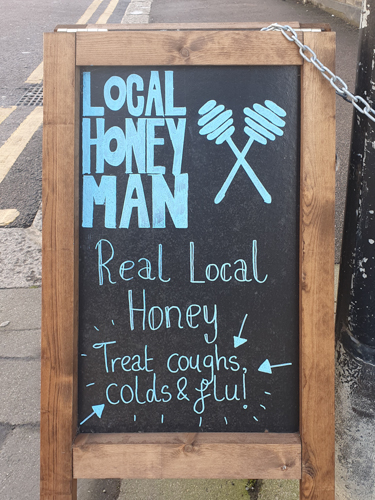 LOCAL
HONEY
MAN
Real Local
Honey
Treat coughs,
colds & flu!